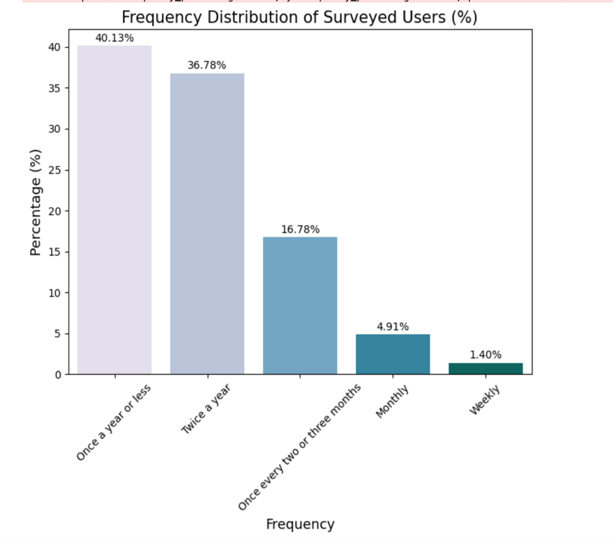 Frequency Distribution of Surveyed Users (%)
40.13%
36.78%
16.78%
4.91%
1.40%
Percentage (%)
40
35
30
25
20
15
10
5
0
Once a year or less
Twice a year
Once every two or three months
Monthly
Weekly
Frequency